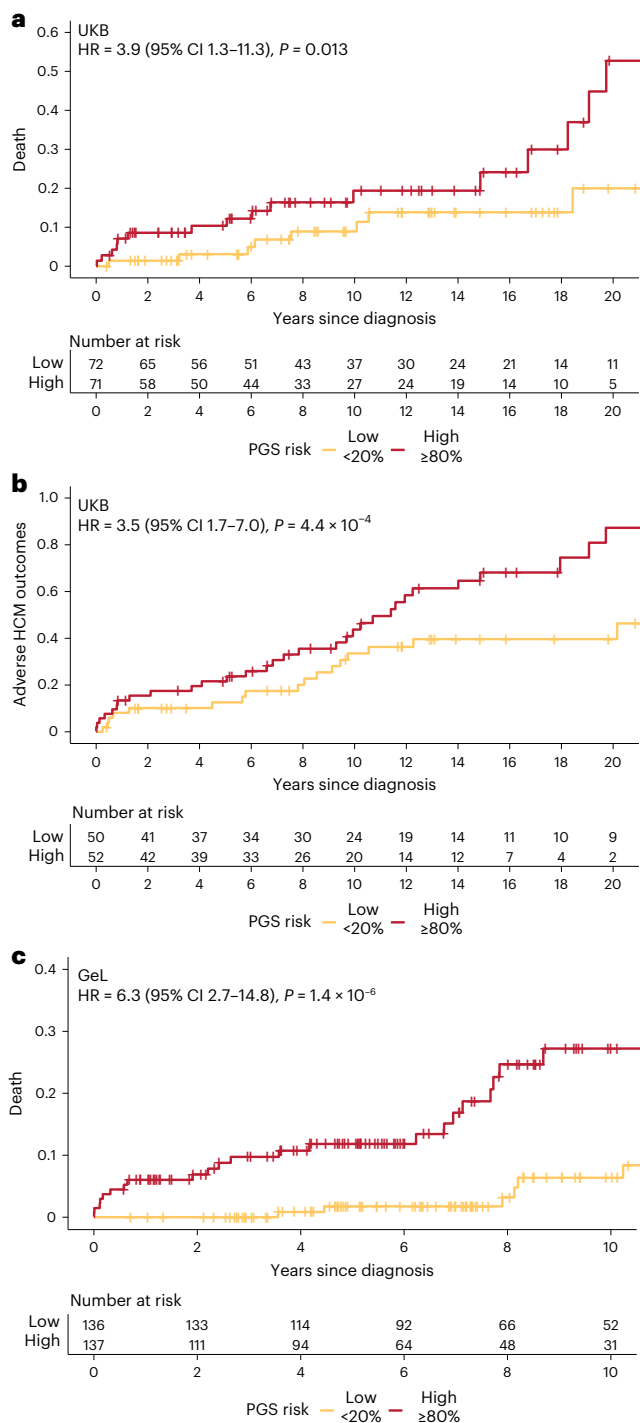 a
UKB
HR = 3.9 (95% CI 1.3–11.3), P = 0.013
Death
0.6
0.5
0.4
0.3
0.2
0.1
0
0 2 4 6 8 10 12 14 16 18 20
Years since diagnosis
Number at risk
Low 72 65 56 51 43 37 30 24 21 14 11
High 71 58 50 44 33 27 24 19 14 10 5
0 2 4 6 8 10 12 14 16 18 20
Low High
PGS risk <20% ≥80%
b
UKB
HR = 3.5 (95% CI 1.7–7.0), P = 4.4 × 10⁻⁴
Adverse HCM outcomes
1.0
0.8
0.6
0.4
0.2
0
0 2 4 6 8 10 12 14 16 18 20
Years since diagnosis
Number at risk
Low 50 41 37 34 30 24 19 14 11 10 9
High 52 42 39 33 26 20 14 12 7 4 2
0 2 4 6 8 10 12 14 16 18 20
Low High
PGS risk <20% ≥80%
c
GeL
HR = 6.3 (95% CI 2.7–14.8), P = 1.4 × 10⁻⁶
Death
0.4
0.3
0.2
0.1
0
0 2 4 6 8 10
Years since diagnosis
Number at risk
Low 136 133 114 92 66 52
High 137 111 94 64 48 31
0 2 4 6 8 10
Low High
PGS risk <20% ≥80%